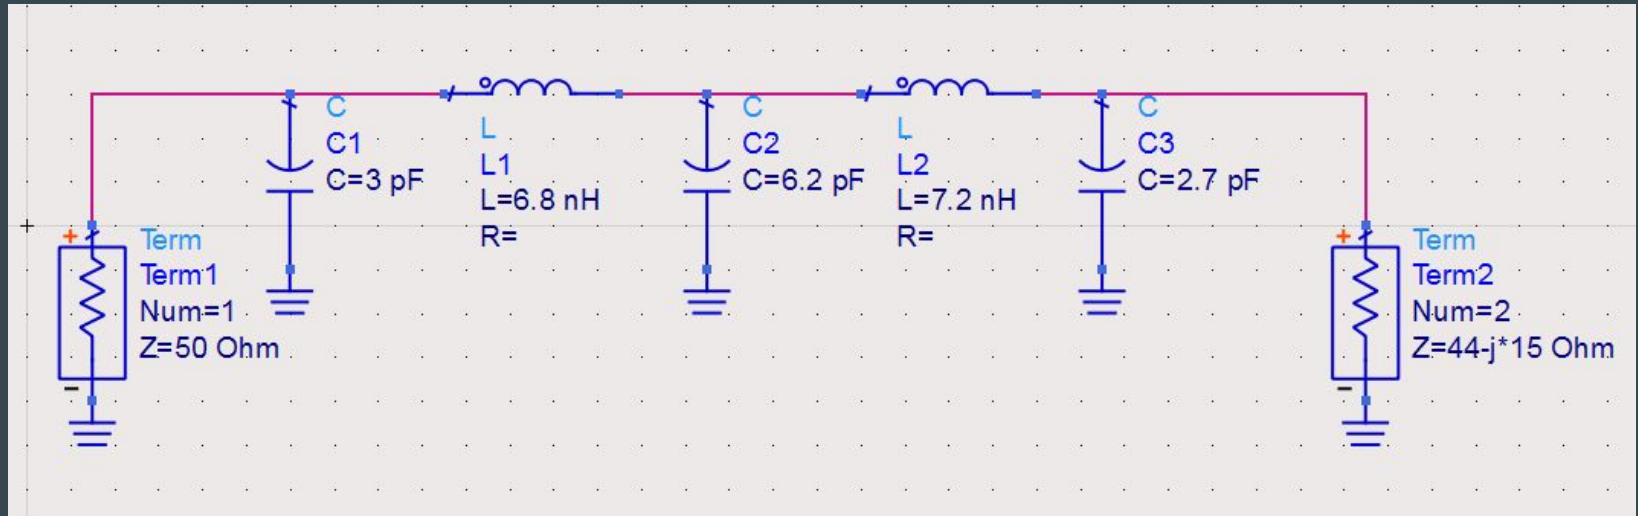 C
C1
C=3 pF
L
L1
L=6.8 nH
R=
C
C2
C=6.2 pF
L
L2
L=7.2 nH
R=
C
C3
C=2.7 pF
+
Term
Term1
Num=1
Z=50 Ohm
-
+
Term
Term2
Num=2
Z=44-j*15 Ohm
-